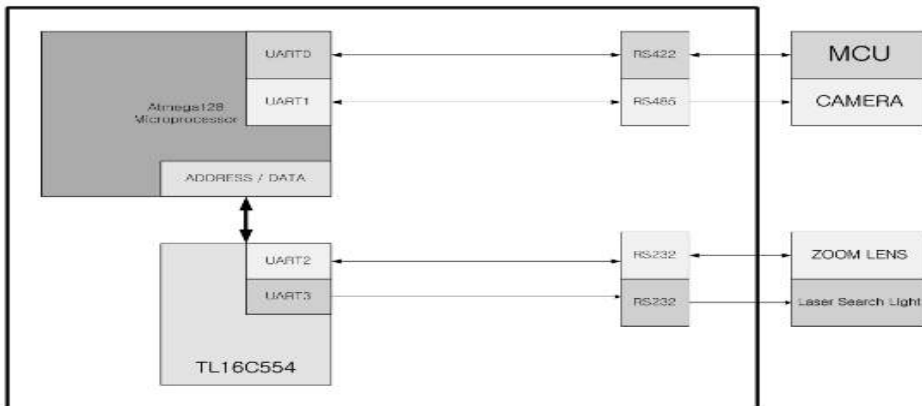 UART0
RS422
MCU
Atmega128
Microprocessor
UART1
RS485
CAMERA
ADDRESS / DATA
UART2
RS232
ZOOM LENS
UART3
RS232
Laser Search Light
TL16C554